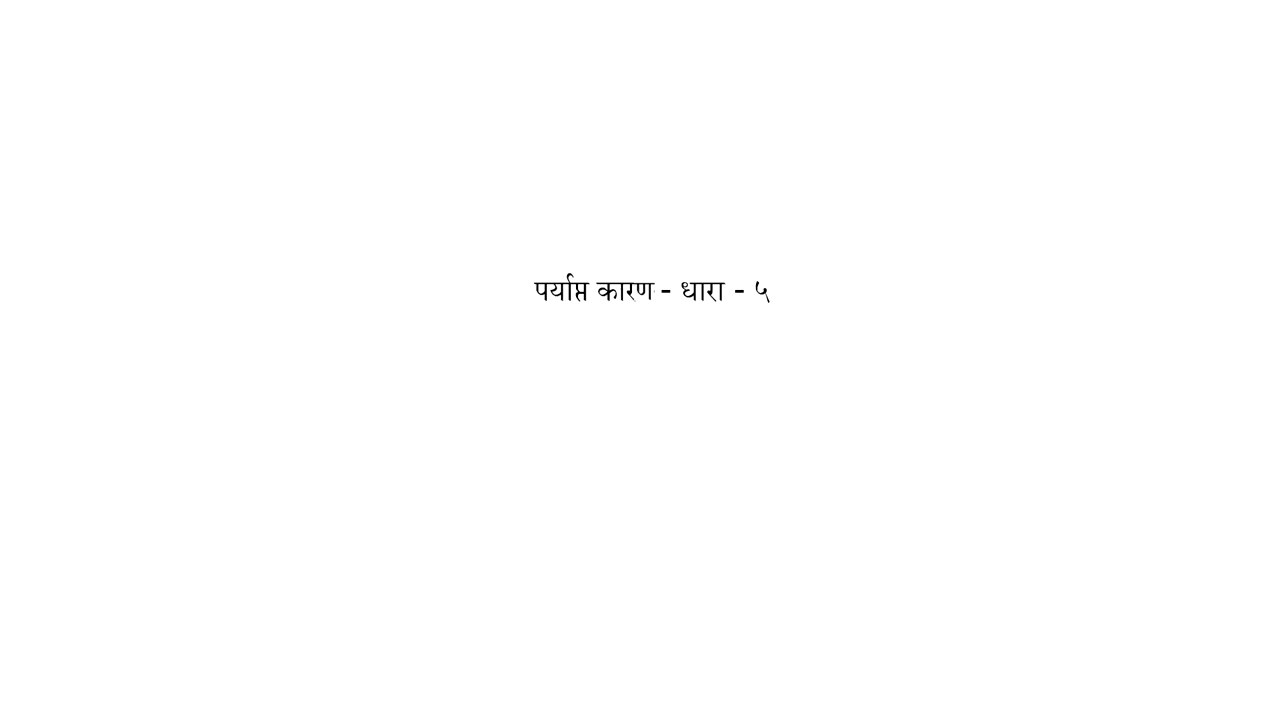 पर्याप्त कारण - धारा - ५